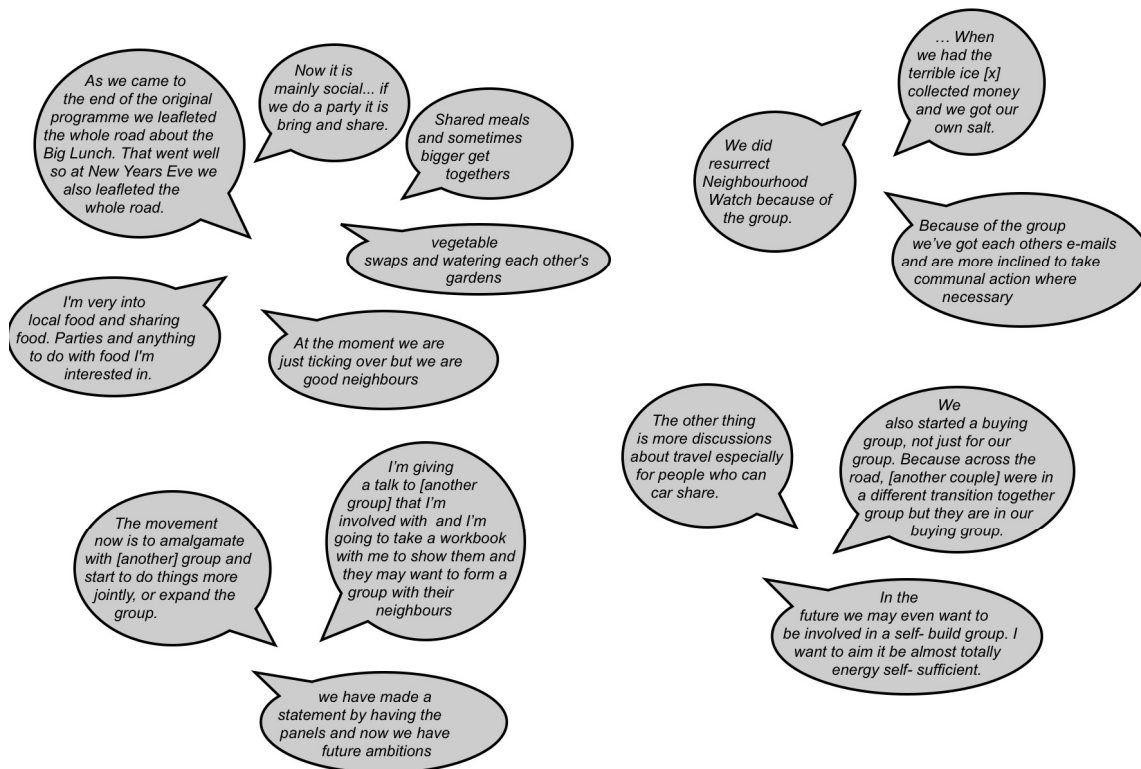 As we came to
the end of the original
programme we leafleted
the whole road about the
Big Lunch. That went well
so at New Years Eve we
also leafleted the
whole road.
Now it is
mainly social... if
we do a party it is
bring and share.
Shared meals
and sometimes
bigger get
togethers
vegetable
swaps and watering each other's
gardens
I'm very into
local food and sharing
food. Parties and anything
to do with food I'm
interested in.
At the moment we are
just ticking over but we are
good neighbours
... When
we had the
terrible ice [x]
collected money
and we got our
own salt.
We did
resurrect
Neighbourhood
Watch because of
the group.
Because of the group
we've got each others e-mails
and are more inclined to take
communal action where
necessary
The movement
now is to amalgamate
with [another] group and
start to do things more
jointly, or expand the
group.
I'm giving
a talk to [another
group] that I'm
involved with and I'm
going to take a workbook
with me to show them and
they may want to form a
group with their
neighbours
we have made a
statement by having the
panels and now we have
future ambitions
The other thing
is more discussions
about travel especially
for people who can
car share.
We
also started a buying
group, not just for our
group. Because across the
road, [another couple] were in
a different transition together
group but they are in our
buying group.
In the
future we may even want to
be involved in a self- build group. I
want to aim it be almost totally
energy self- sufficient.